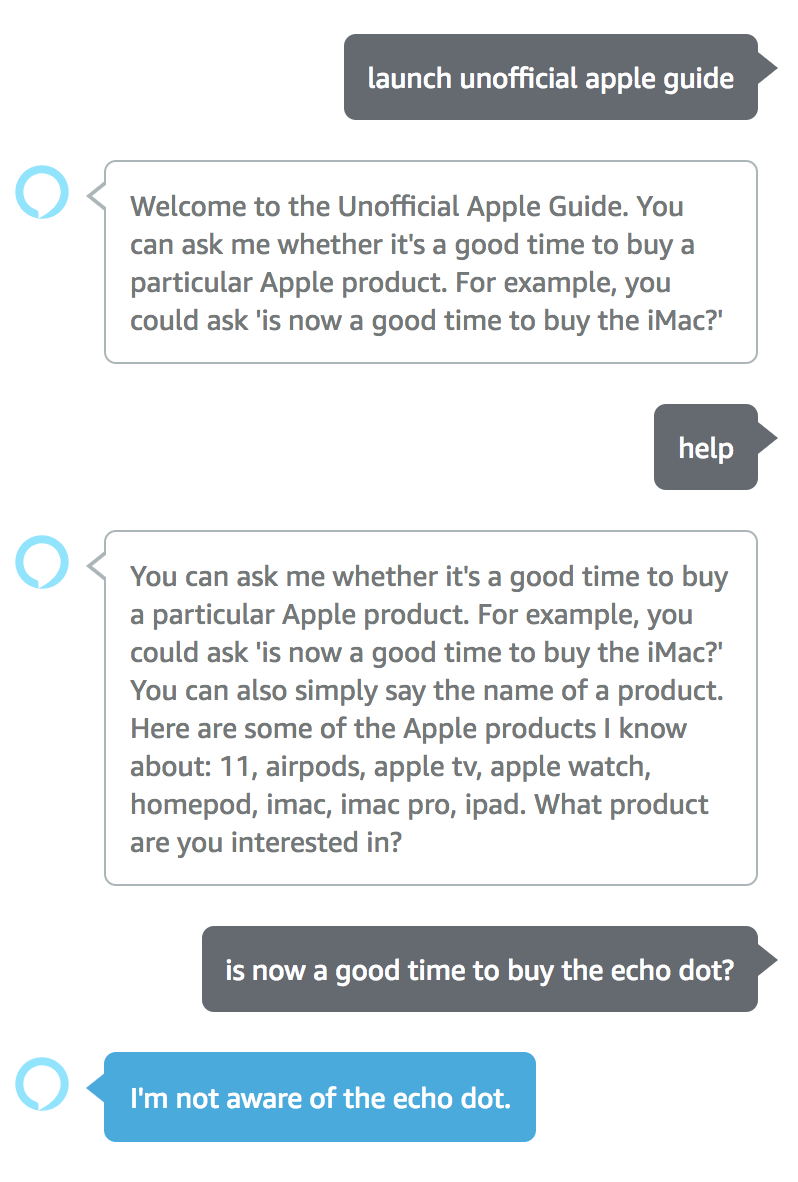 launch unofficial apple guide
Welcome to the Unofficial Apple Guide. You
can ask me whether it's a good time to buy a
particular Apple product. For example, you
could ask 'is now a good time to buy the iMac?'
help
You can ask me whether it's a good time to buy
a particular Apple product. For example, you
could ask 'is now a good time to buy the iMac?'
You can also simply say the name of a product.
Here are some of the Apple products I know
about: 11, airpods, apple tv, apple watch,
homepod, imac, imac pro, ipad. What product
are you interested in?
is now a good time to buy the echo dot?
I'm not aware of the echo dot.